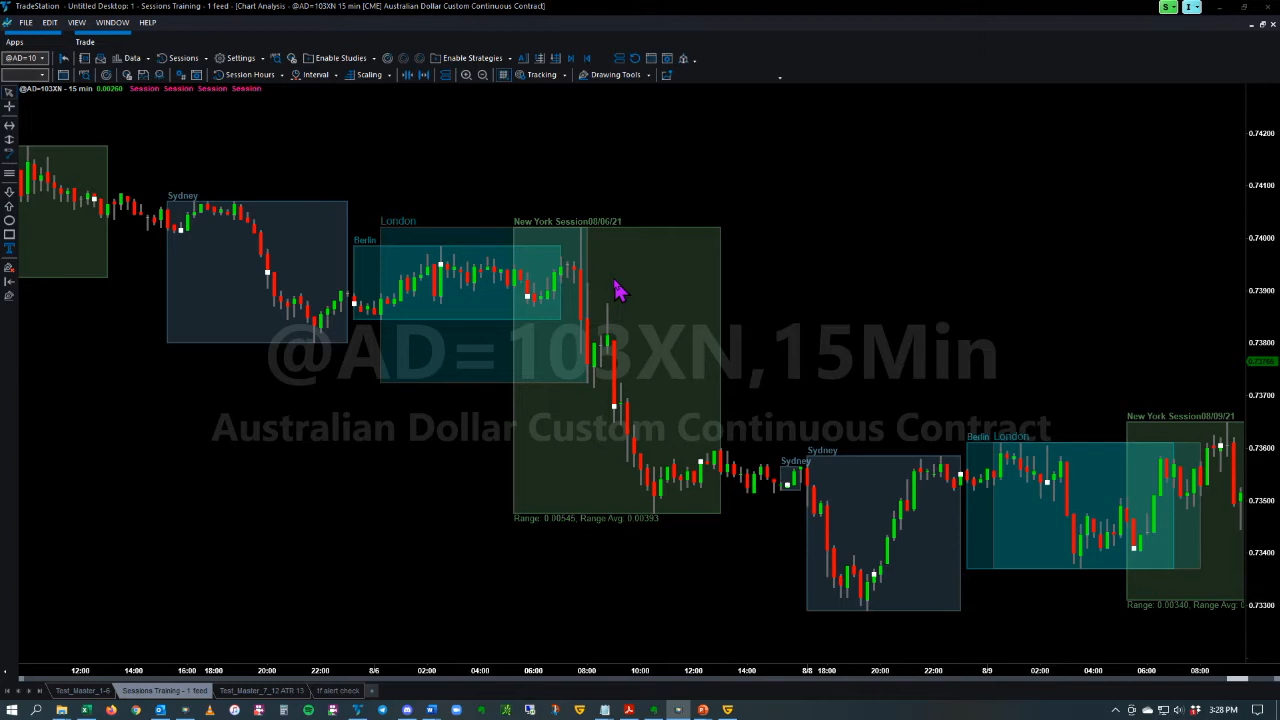 TradeStation - Untitled Desktop: 1 - Sessions Training - 1 feed - [Chart Analysis - @AD=103XN 15 min [CME] Australian Dollar Custom Continuous Contract]
S
I
FILE EDIT VIEW WINDOW HELP
Apps Trade
@AD=10 Data Sessions Settings Enable Studies Enable Strategies
Session Hours Interval Scaling Tracking Drawing Tools
@AD=103XN - 15 min 0.00260 Session Session Session Session
0.74200
0.74100
Sydney
London
New York Session08/06/21
Berlin
0.74000
0.73900
0.73800
@AD=103XN,15Min
0.73765
0.73700
Australian Dollar Custom Continuous Contract
New York Session08/09/21
Berlin London
Sydney
Sydney
0.73600
0.73500
Range: 0.00545, Range Avg: 0.00393
0.73400
0.73300
Range: 0.00340, Range Avg: 0
12:00 14:00 16:00 18:00 20:00 22:00 8/6 02:00 04:00 06:00 08:00 10:00 12:00 14:00 8/8 18:00 20:00 22:00 8/9 02:00 04:00 06:00 08:00
Test_Master_1-6 Sessions Training - 1 feed Test_Master_7_12 ATR 13 1f alert check +
3:28 PM